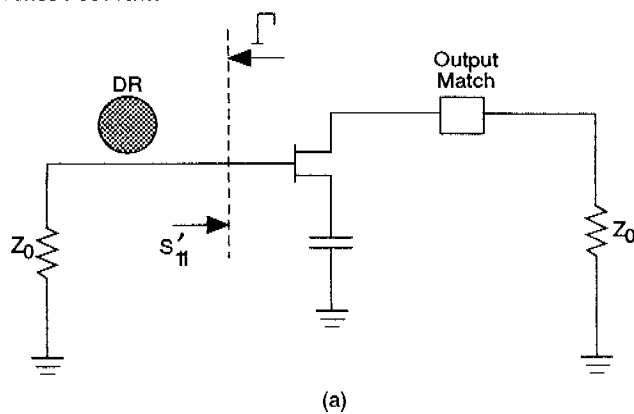 Γ
DR
Output
Match
Z₀
S'₁₁
Z₀
(a)